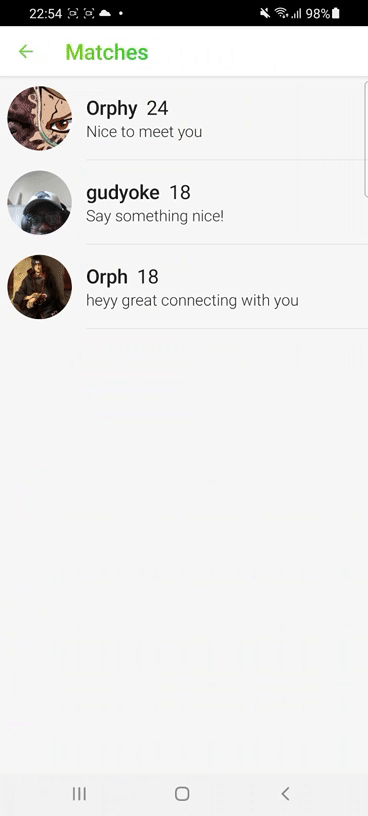 22:54 98%
Matches
Orphy 24
Nice to meet you
gudyoke 18
Say something nice!
Orph 18
heyy great connecting with you